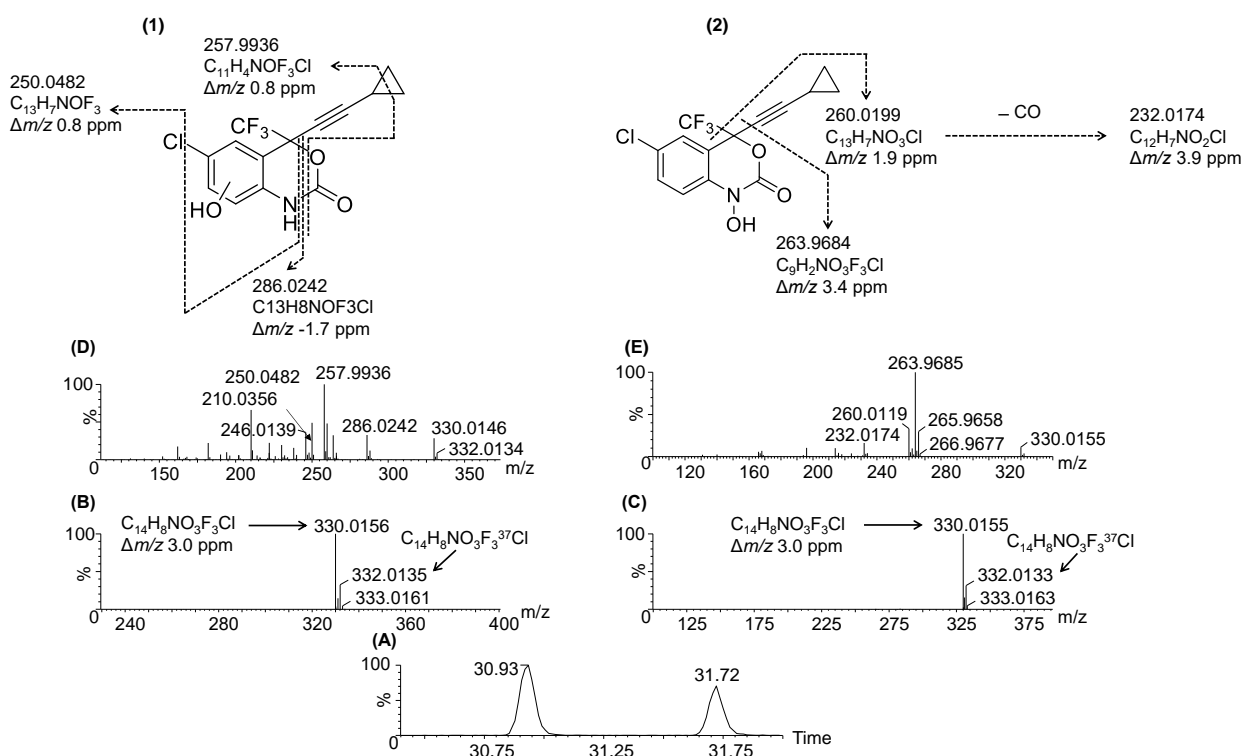 (1)
257.9936
C₁₁H₄NOF₃Cl
Δm/z 0.8 ppm
250.0482
C₁₃H₇NOF₃
Δm/z 0.8 ppm
CF₃
Cl
O
O
N
H
HO
286.0242
C13H8NOF3Cl
Δm/z -1.7 ppm
(2)
CF₃
Cl
O
O
N
OH
260.0199
C₁₃H₇NO₃Cl
Δm/z 1.9 ppm
– CO
232.0174
C₁₂H₇NO₂Cl
Δm/z 3.9 ppm
263.9684
C₉H₂NO₃F₃Cl
Δm/z 3.4 ppm
(D)
100
%
0
257.9936
250.0482
210.0356
246.0139
286.0242
330.0146
332.0134
100 150 200 250 300 350 m/z
(E)
100
%
0
263.9685
260.0119
265.9658
232.0174
266.9677
330.0155
120 160 200 240 280 320 m/z
(B)
100
%
0
C₁₄H₈NO₃F₃Cl
Δm/z 3.0 ppm
330.0156
C₁₄H₈NO₃F₃³⁷Cl
332.0135
333.0161
240 280 320 360 400 m/z
(C)
100
%
0
C₁₄H₈NO₃F₃Cl
Δm/z 3.0 ppm
330.0155
C₁₄H₈NO₃F₃³⁷Cl
332.0133
333.0163
125 175 225 275 325 375 m/z
(A)
100
%
0
30.93
31.72
Time
30.75 31.25 31.75